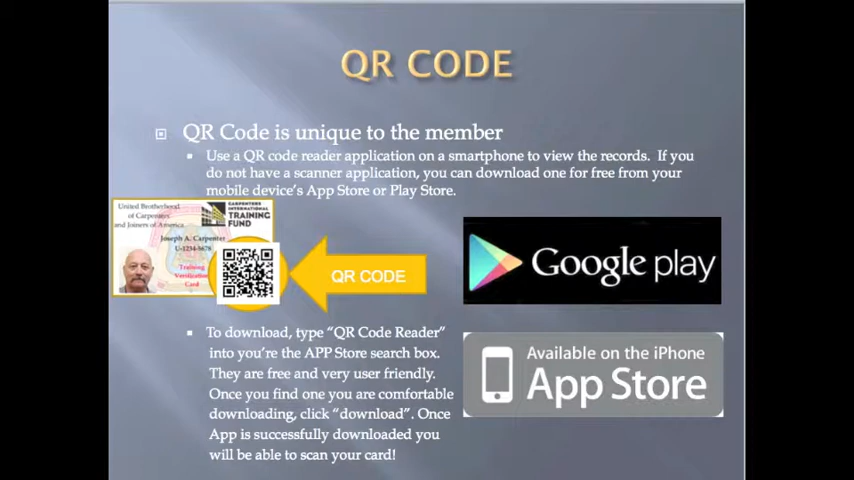 QR CODE
QR Code is unique to the member
Use a QR code reader application on a smartphone to view the records. If you
do not have a scanner application, you can download one for free from your
mobile device's App Store or Play Store.
United Brotherhood
of Carpenters
and Joiners of America
CARPENTERS
INTERNATIONAL
TRAINING
FUND
Joseph A. Carpenter
U-1234-5678
Training
Verification
Card
QR CODE
Google play
To download, type “QR Code Reader”
into you're the APP Store search box.
They are free and very user friendly.
Once you find one you are comfortable
downloading, click “download”. Once
App is successfully downloaded you
will be able to scan your card!
Available on the iPhone
App Store